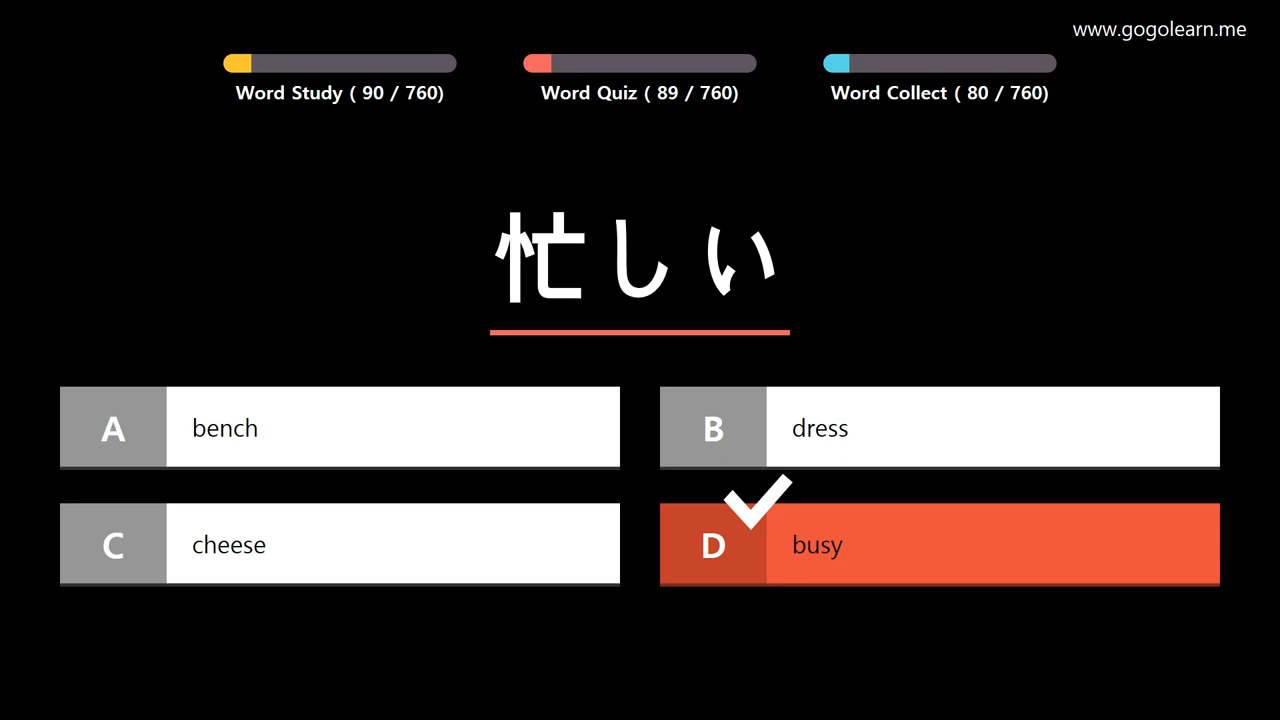 www.gogolearn.me
Word Study ( 90 / 760)
Word Quiz ( 89 / 760)
Word Collect ( 80 / 760)
忙しい
A bench
B dress
C cheese
D busy